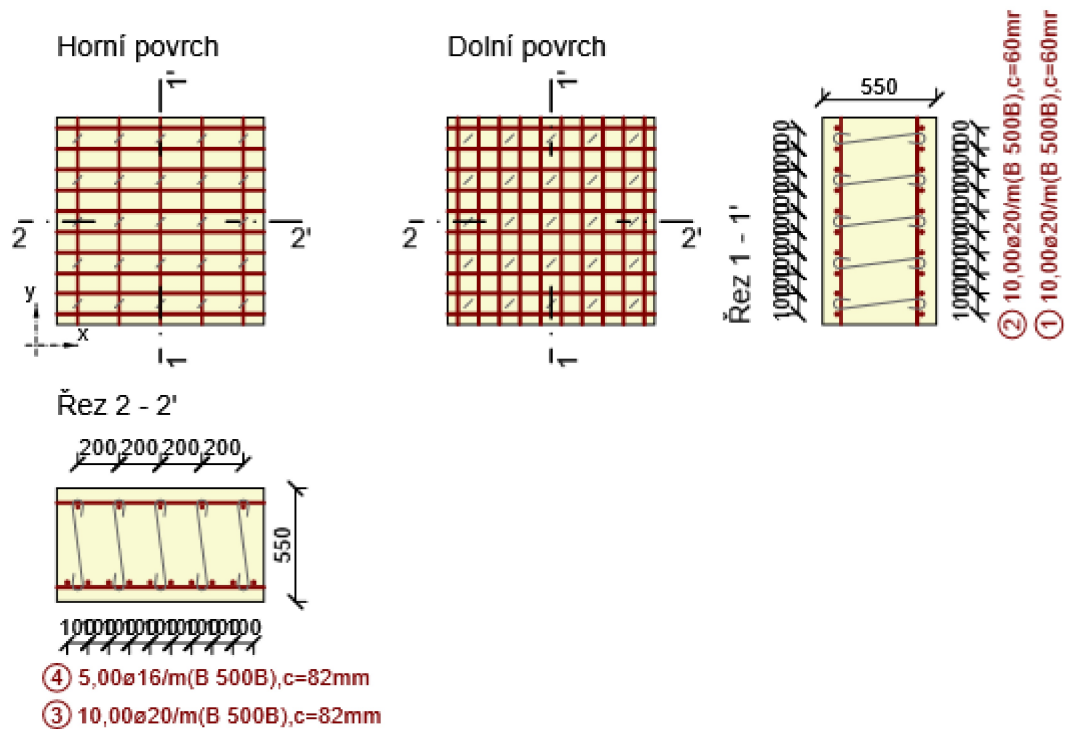 Horní povrch
Dolní povrch
1'
1'
550
2
2'
2
2'
y
x
1
1
Řez 1 - 1'
② 10,00ø20/m(B 500B),c=60mr
① 10,00ø20/m(B 500B),c=60mr
Řez 2 - 2'
200 200 200 200
550
④ 5,00ø16/m(B 500B),c=82mm
③ 10,00ø20/m(B 500B),c=82mm